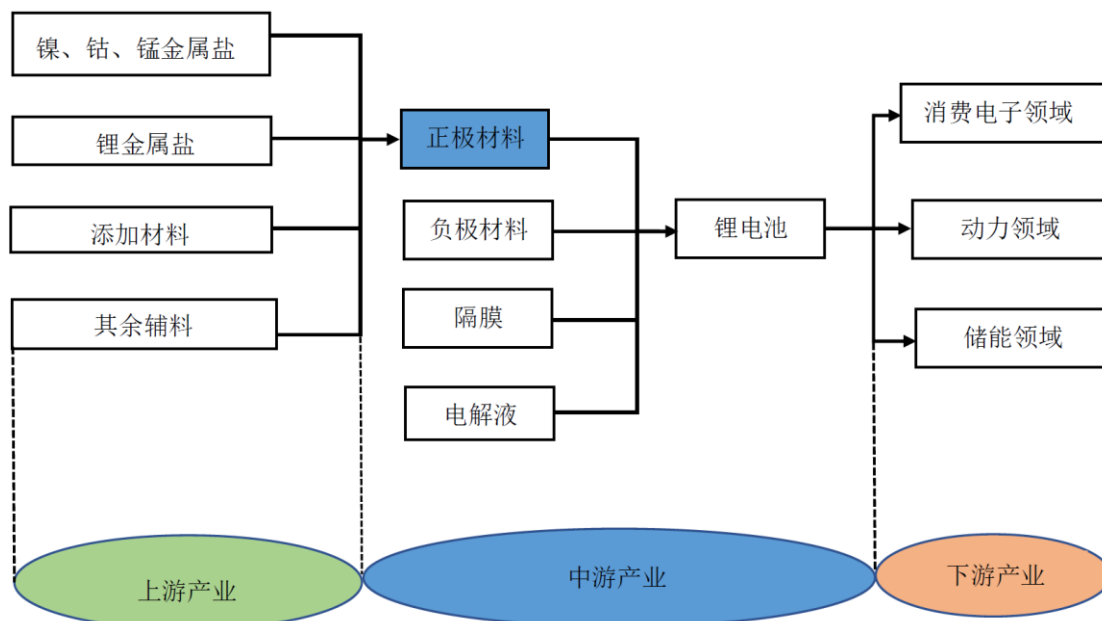 镍、钴、锰金属盐
锂金属盐
添加材料
其余辅料
正极材料
负极材料
隔膜
电解液
锂电池
消费电子领域
动力领域
储能领域
上游产业
中游产业
下游产业